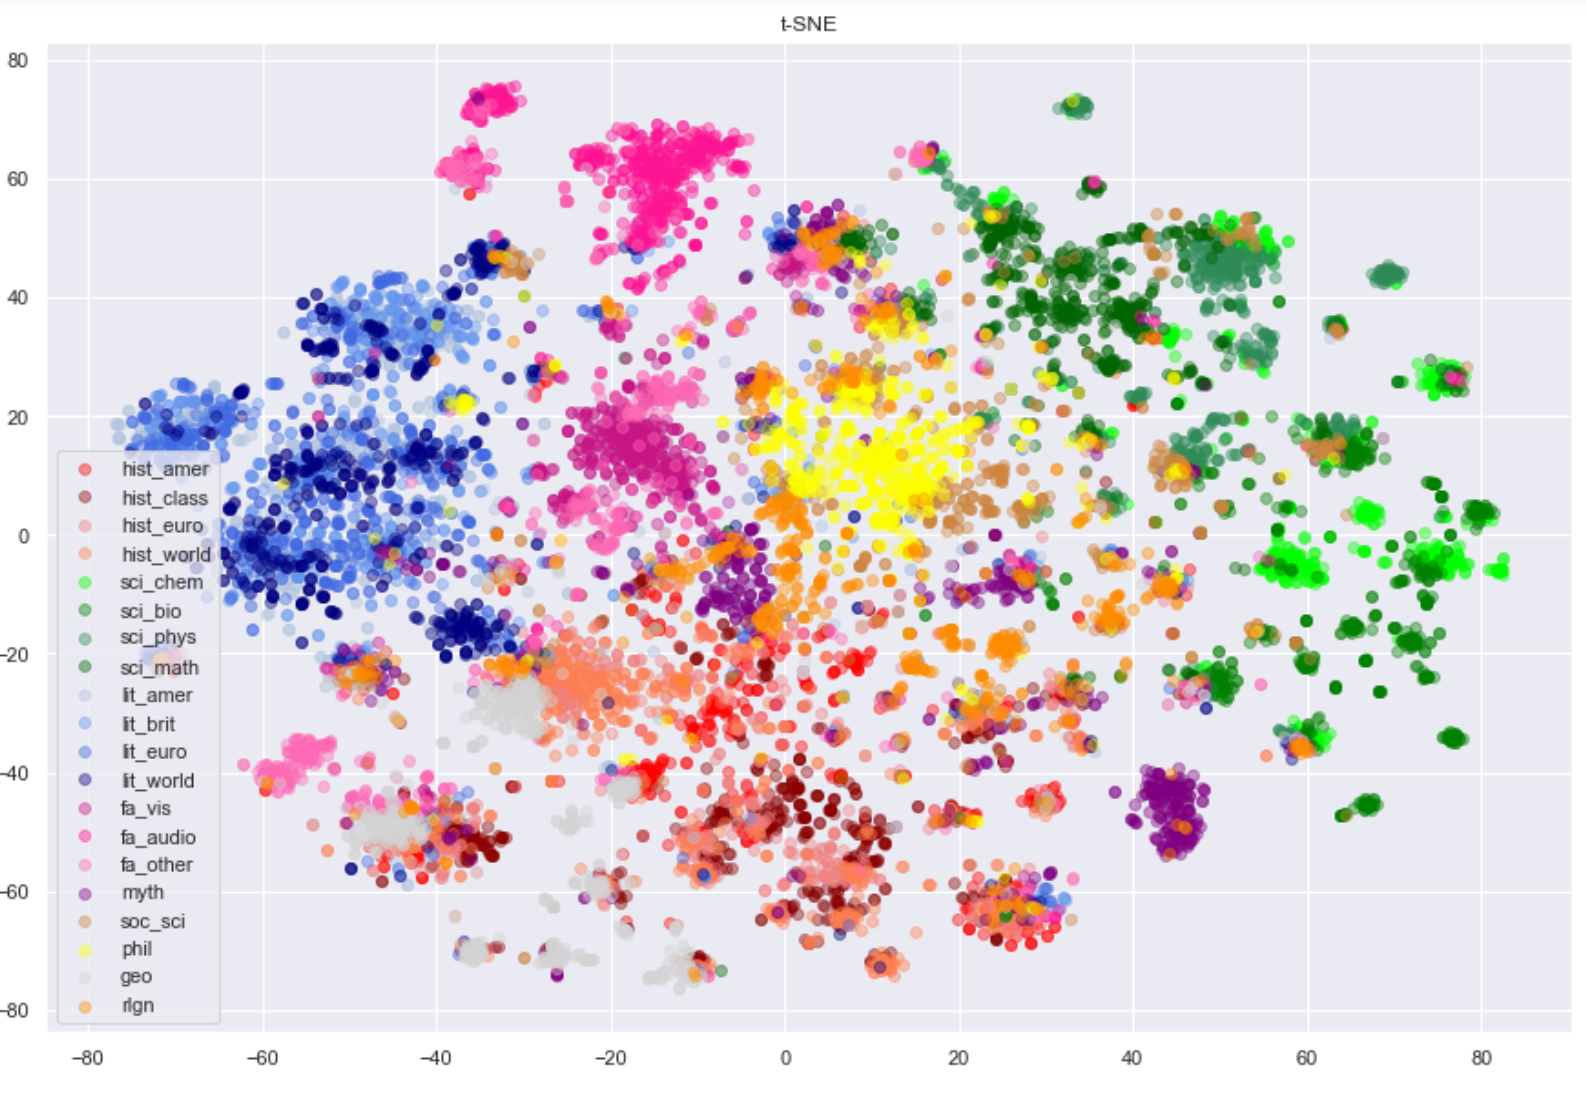 t-SNE
80
60
40
20
0
−20
−40
−60
−80
hist_amer
hist_class
hist_euro
hist_world
sci_chem
sci_bio
sci_phys
sci_math
lit_amer
lit_brit
lit_euro
lit_world
fa_vis
fa_audio
fa_other
myth
soc_sci
phil
geo
rlgn
−80 −60 −40 −20 0 20 40 60 80